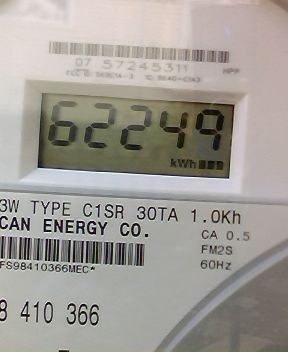 07 57245311
HPP
62249
kWh
3W TYPE C1SR 30TA 1.0Kh
CAN ENERGY CO.
CA 0.5
FM2S
60Hz
FS98410366MEC*
8 410 366